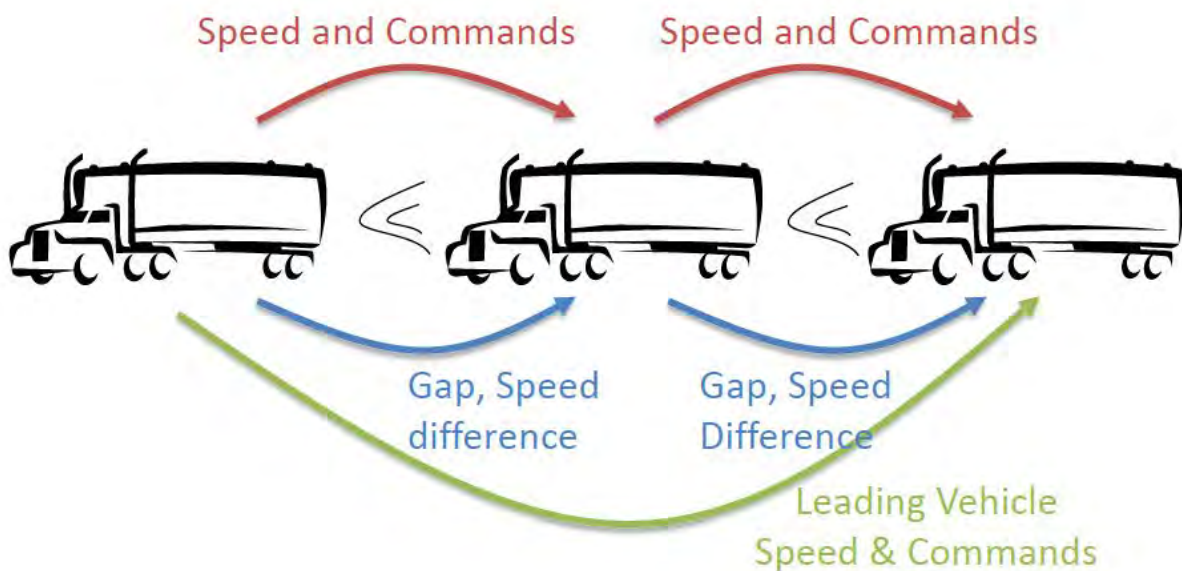 Speed and Commands
Speed and Commands
Gap, Speed
difference
Gap, Speed
Difference
Leading Vehicle
Speed & Commands